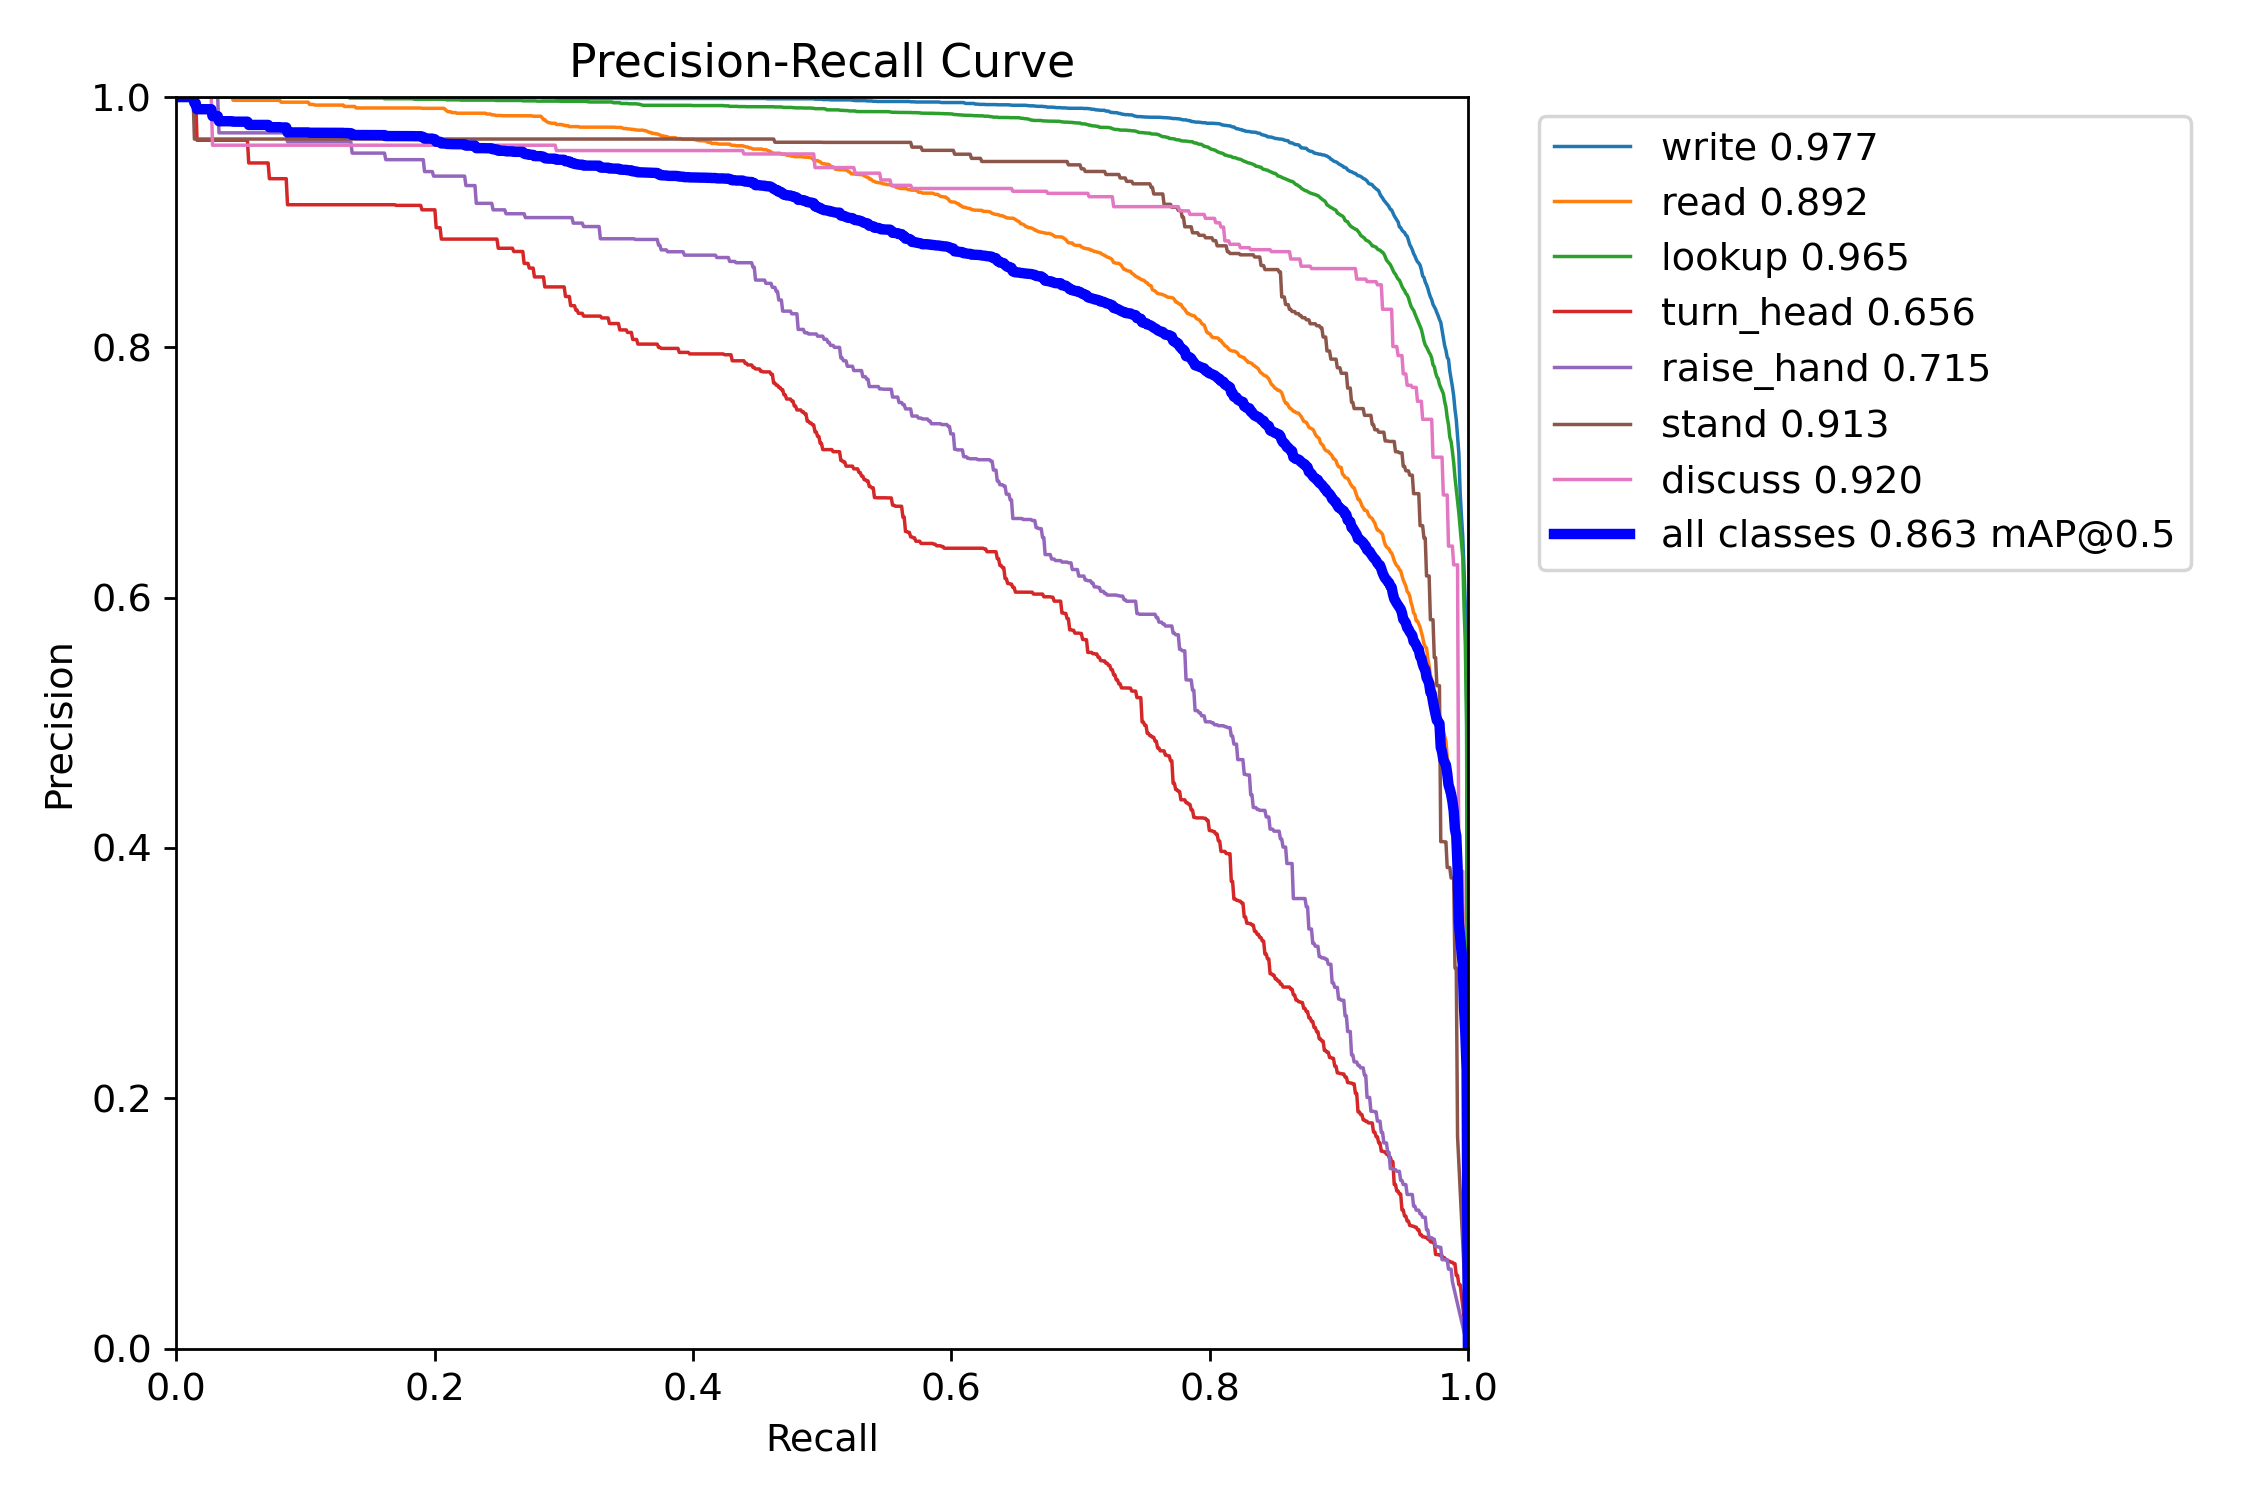 Precision-Recall Curve
1.0
0.8
0.6
0.4
0.2
0.0
Precision
0.0 0.2 0.4 0.6 0.8 1.0
Recall
write 0.977
read 0.892
lookup 0.965
turn_head 0.656
raise_hand 0.715
stand 0.913
discuss 0.920
all classes 0.863 mAP@0.5